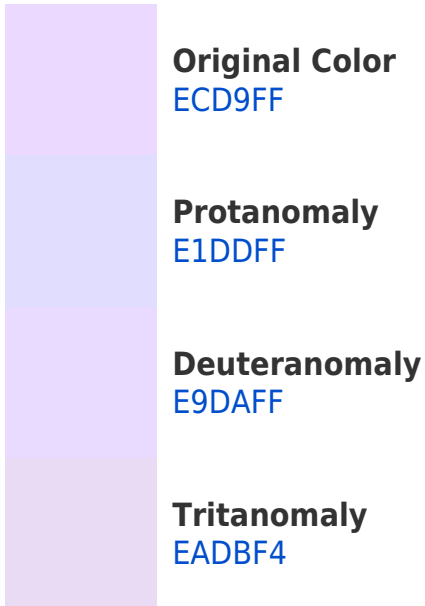 Original Color
ECD9FF
Protanomaly
E1DDFF
Deuteranomaly
E9DAFF
Tritanomaly
EADBF4